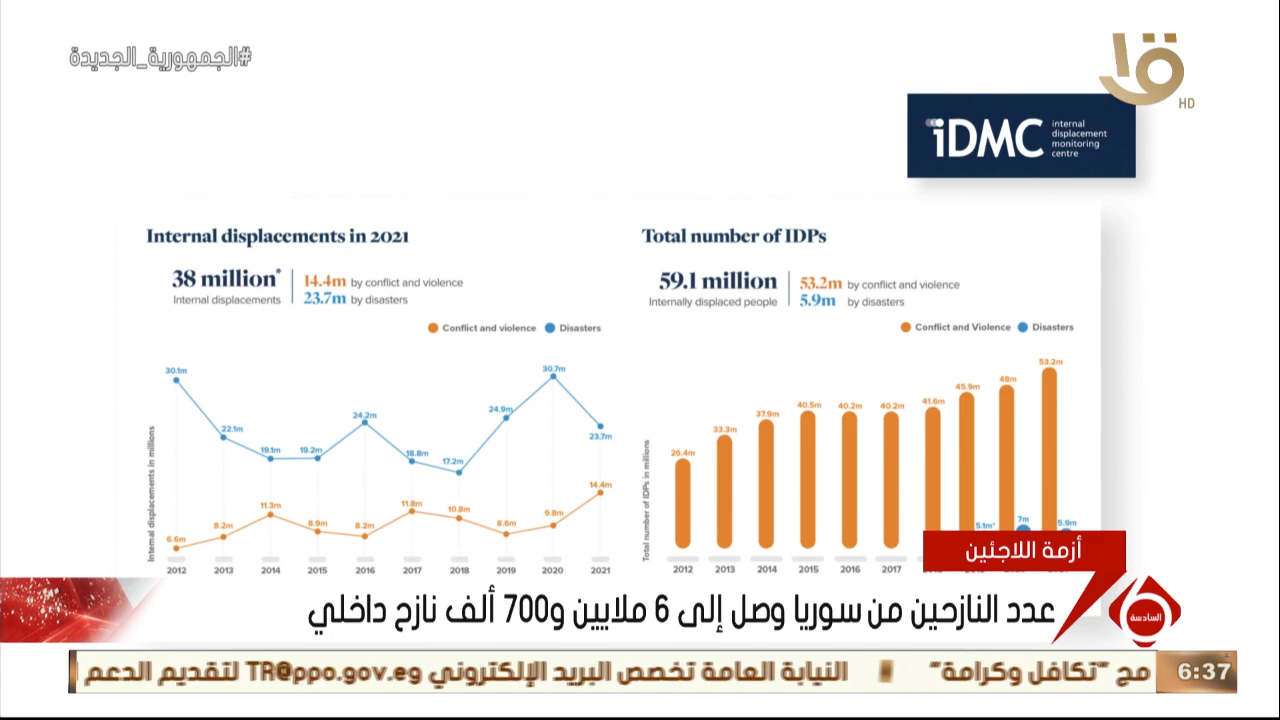 #الجمهورية_الجديدة
HD
iDMC
internal
displacement
monitoring
centre
Internal displacements in 2021
38 million*
Internal displacements
14.4m by conflict and violence
23.7m by disasters
Conflict and violence Disasters
Internal displacements in millions
30.1m
22.1m
19.1m
19.2m
24.2m
18.8m
17.2m
24.9m
30.7m
23.7m
6.6m
8.2m
11.3m
8.9m
8.2m
11.8m
10.8m
8.6m
9.8m
14.4m
2012 2013 2014 2015 2016 2017 2018 2019 2020 2021
Total number of IDPs
59.1 million
Internally displaced people
53.2m by conflict and violence
5.9m by disasters
Conflict and Violence Disasters
Total number of IDPs in millions
26.4m
33.3m
37.9m
40.5m
40.2m
40.2m
41.6m
45.9m
48m
53.2m
5.1m*
7m
5.9m
2012 2013 2014 2015 2016 2017
أزمة اللاجئين
عدد النازحين من سوريا وصل إلى 6 ملايين و700 ألف نازح داخلي
السادسة
6:37
مج "تكافل وكرامة" النيابة العامة تخصص البريد الإلكتروني TR@ppo.gov.eg لتقديم الدعم